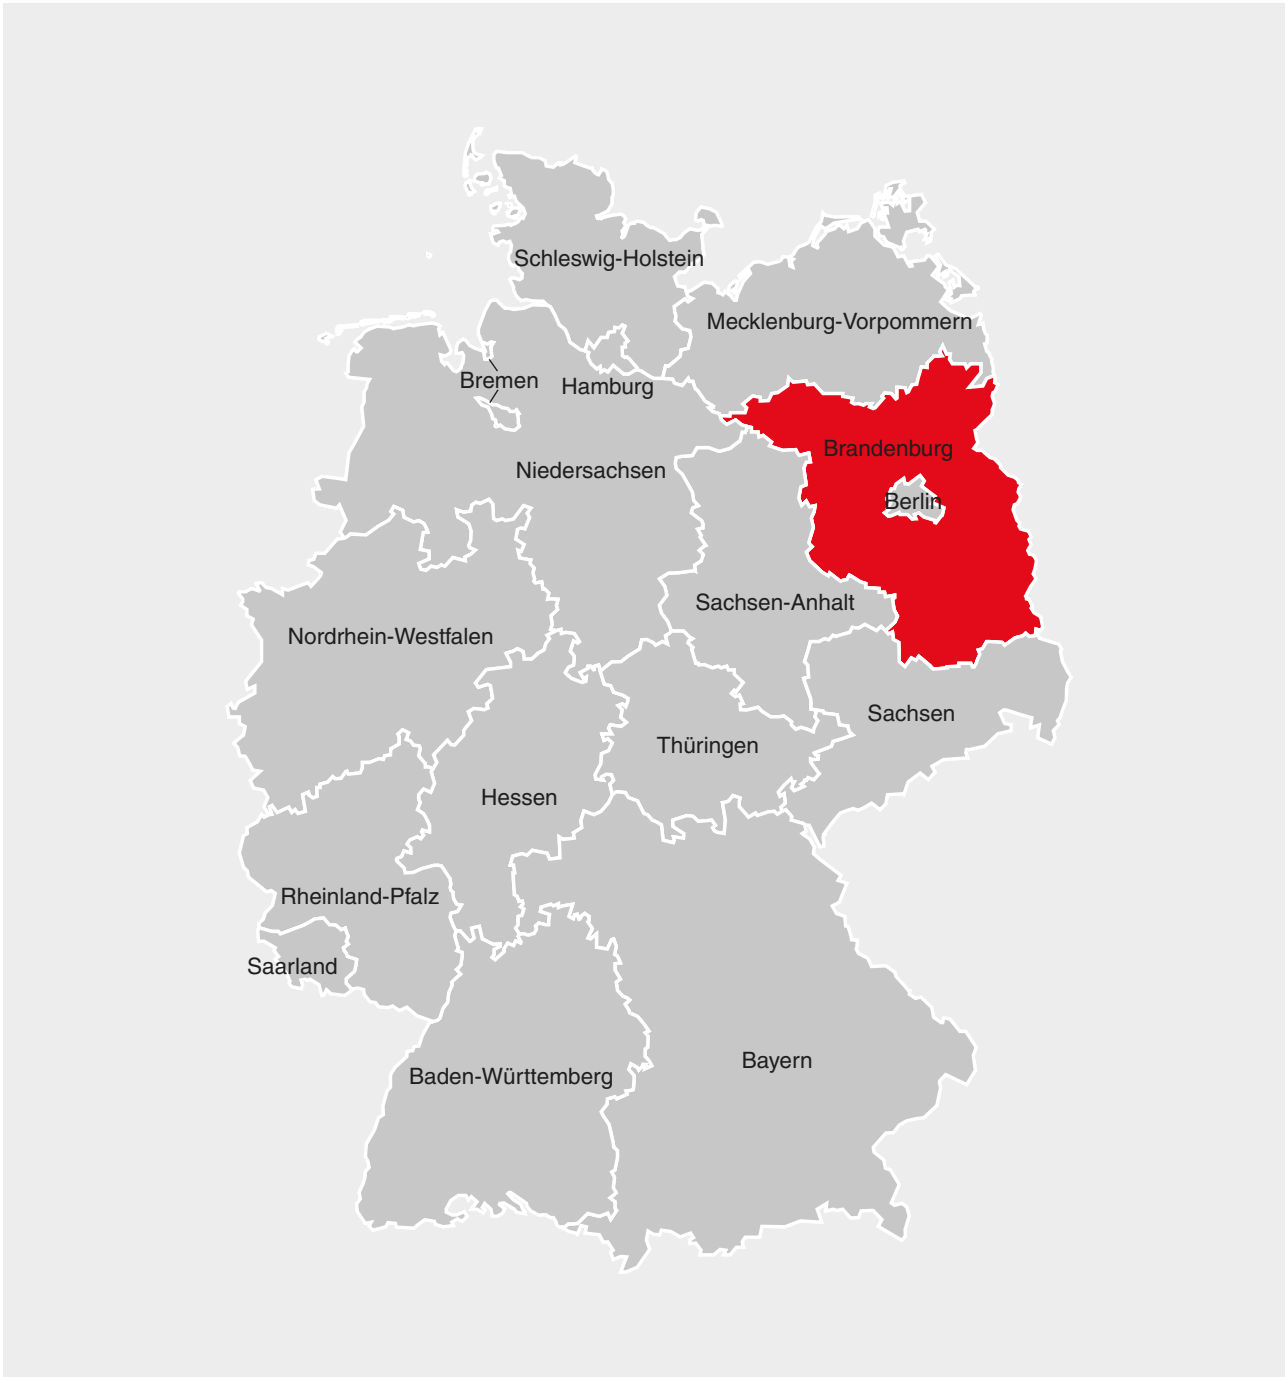 Schleswig-Holstein
Mecklenburg-Vorpommern
Bremen
Hamburg
Brandenburg
Niedersachsen
Berlin
Sachsen-Anhalt
Nordrhein-Westfalen
Sachsen
Thüringen
Hessen
Rheinland-Pfalz
Saarland
Bayern
Baden-Württemberg